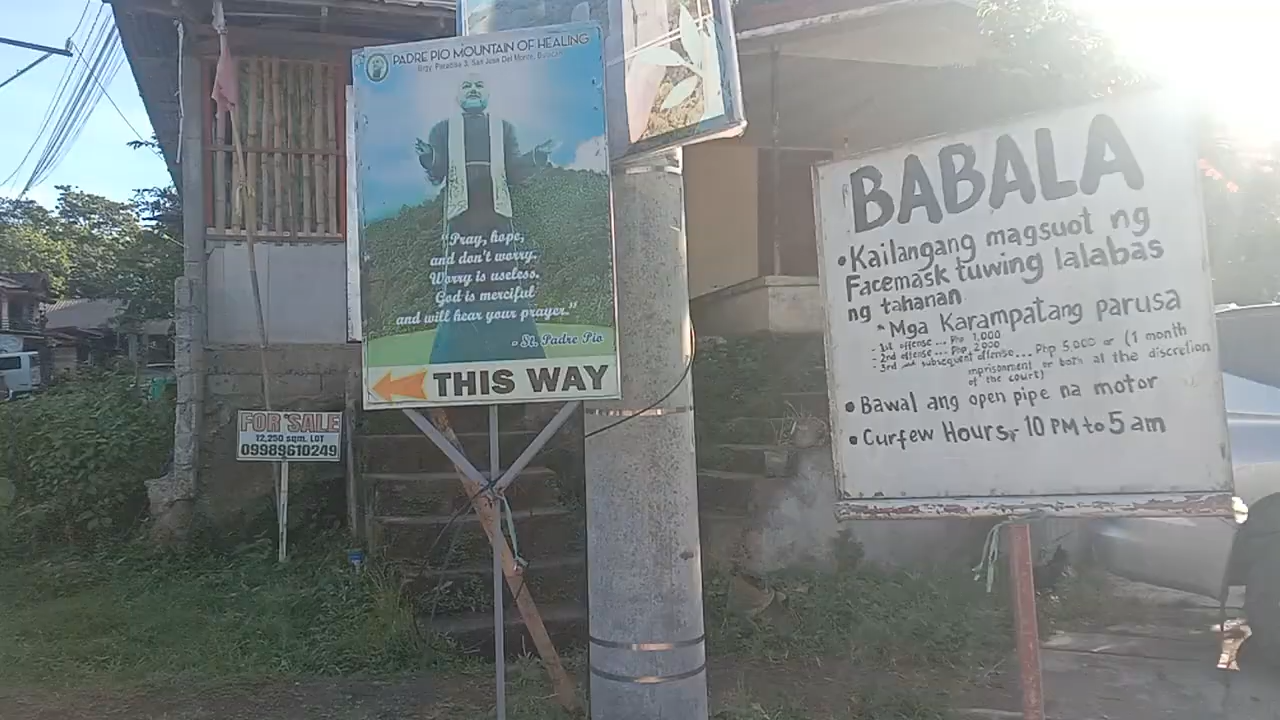 PADRE PIO MOUNTAIN OF HEALING
Brgy. Paradise 3, San Jose Del Monte, Bulacan
"Pray, hope,
and don't worry.
Worry is useless.
God is merciful
and will hear your prayer."
- St. Padre Pio
THIS WAY
FOR SALE
12,250 sqm. LOT
09989610249
BABALA
• Kailangang magsuot ng
Facemask tuwing lalabas
ng tahanan
* Mga Karampatang parusa
- 1st offense ... Php 1,000
- 2nd offense ... Php 2,000
- 3rd and subsequent offense ... Php 5,000 or (1 month
imprisonment or both at the discretion
of the court)
• Bawal ang open pipe na motor
• Curfew Hours, 10 PM to 5 am